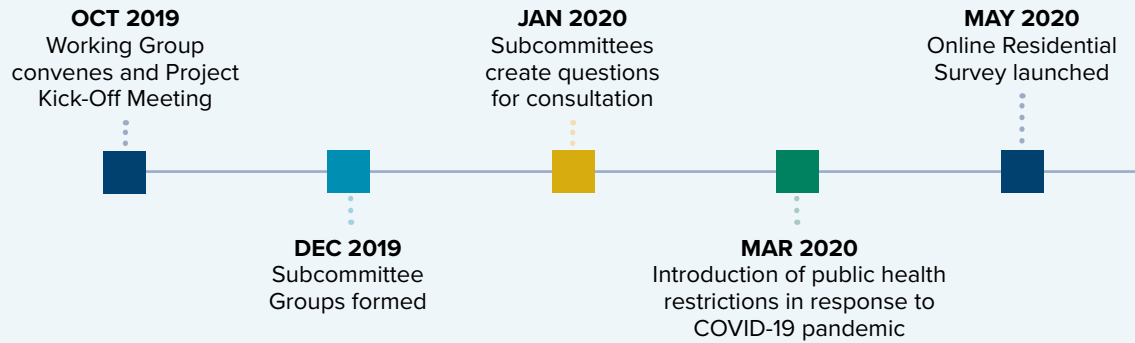 OCT 2019
Working Group
convenes and Project
Kick-Off Meeting
DEC 2019
Subcommittee
Groups formed
JAN 2020
Subcommittees
create questions
for consultation
MAR 2020
Introduction of public health
restrictions in response to
COVID-19 pandemic
MAY 2020
Online Residential
Survey launched